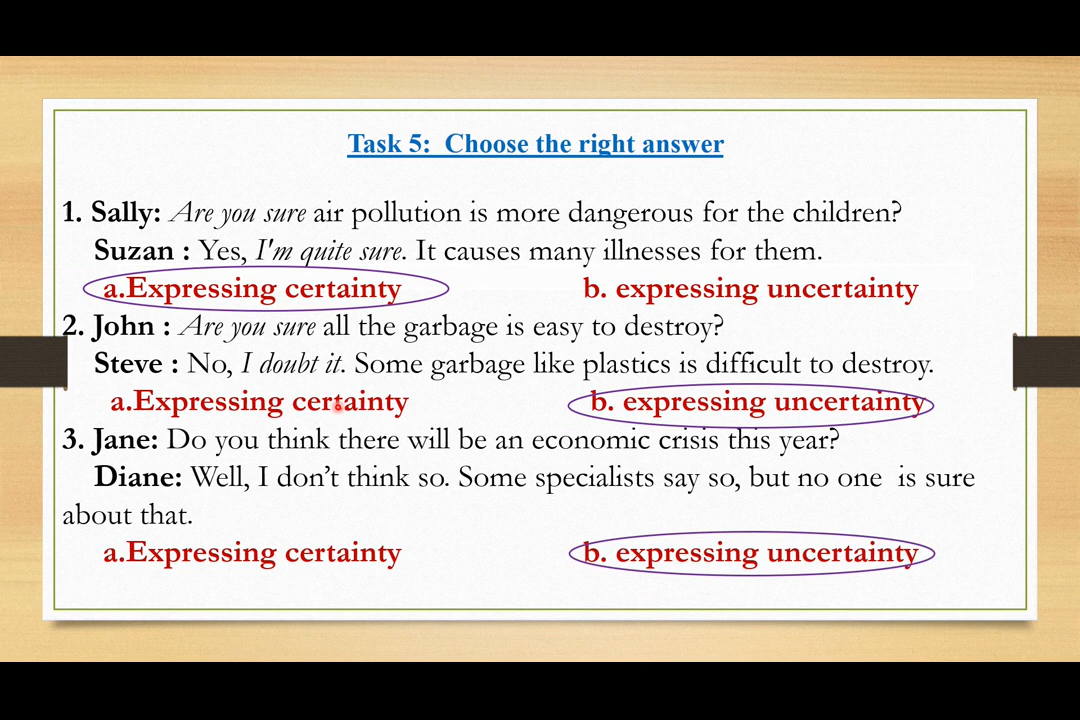 Task 5:  Choose the right answer
1. Sally: Are you sure air pollution is more dangerous for the children?
Suzan : Yes, I'm quite sure. It causes many illnesses for them.
a.Expressing certainty b. expressing uncertainty
2. John : Are you sure all the garbage is easy to destroy?
Steve : No, I doubt it. Some garbage like plastics is difficult to destroy.
a.Expressing certainty b. expressing uncertainty
3. Jane: Do you think there will be an economic crisis this year?
Diane: Well, I don’t think so. Some specialists say so, but no one  is sure
about that.
a.Expressing certainty b. expressing uncertainty